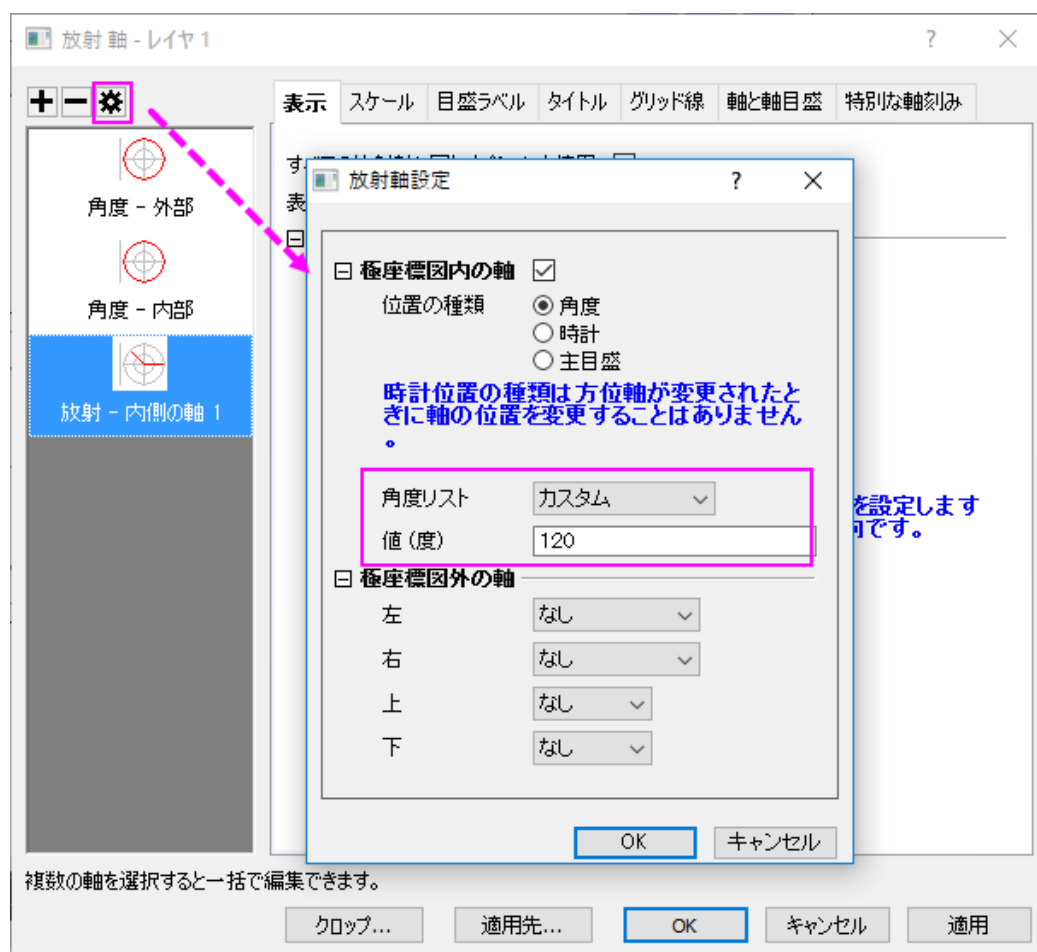 放射 軸 - レイヤ 1
?
表示 スケール 目盛ラベル タイトル グリッド線 軸と軸目盛 特別な軸刻み
角度 - 外部
角度 - 内部
放射 - 内側の軸 1
す
表
放射軸設定 ?
極座標図内の軸
位置の種類 角度
時計
主目盛
時計位置の種類は方位軸が変更されたと
きに軸の位置を変更することはありません
。
角度リスト カスタム
値 (度) 120
を設定します
です。
極座標図外の軸
左 なし
右 なし
上 なし
下 なし
OK キャンセル
複数の軸を選択すると一括で編集できます。
クロップ... 適用先... OK キャンセル 適用